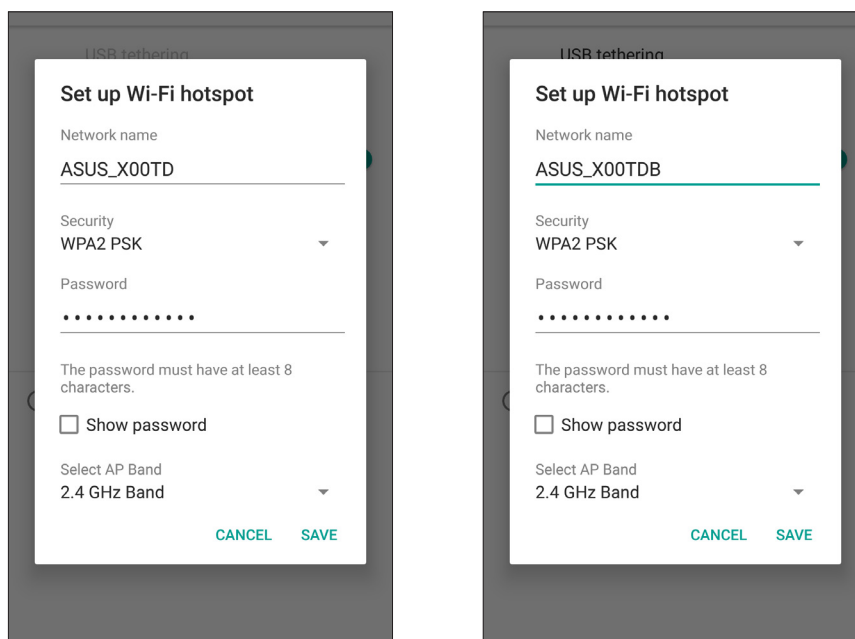 USB tethering
Set up Wi-Fi hotspot
Network name
ASUS_X00TD
Security
WPA2 PSK
Password
••••••••••••
The password must have at least 8
characters.
Show password
Select AP Band
2.4 GHz Band
CANCEL SAVE
USB tethering
Set up Wi-Fi hotspot
Network name
ASUS_X00TDB
Security
WPA2 PSK
Password
••••••••••••
The password must have at least 8
characters.
Show password
Select AP Band
2.4 GHz Band
CANCEL SAVE